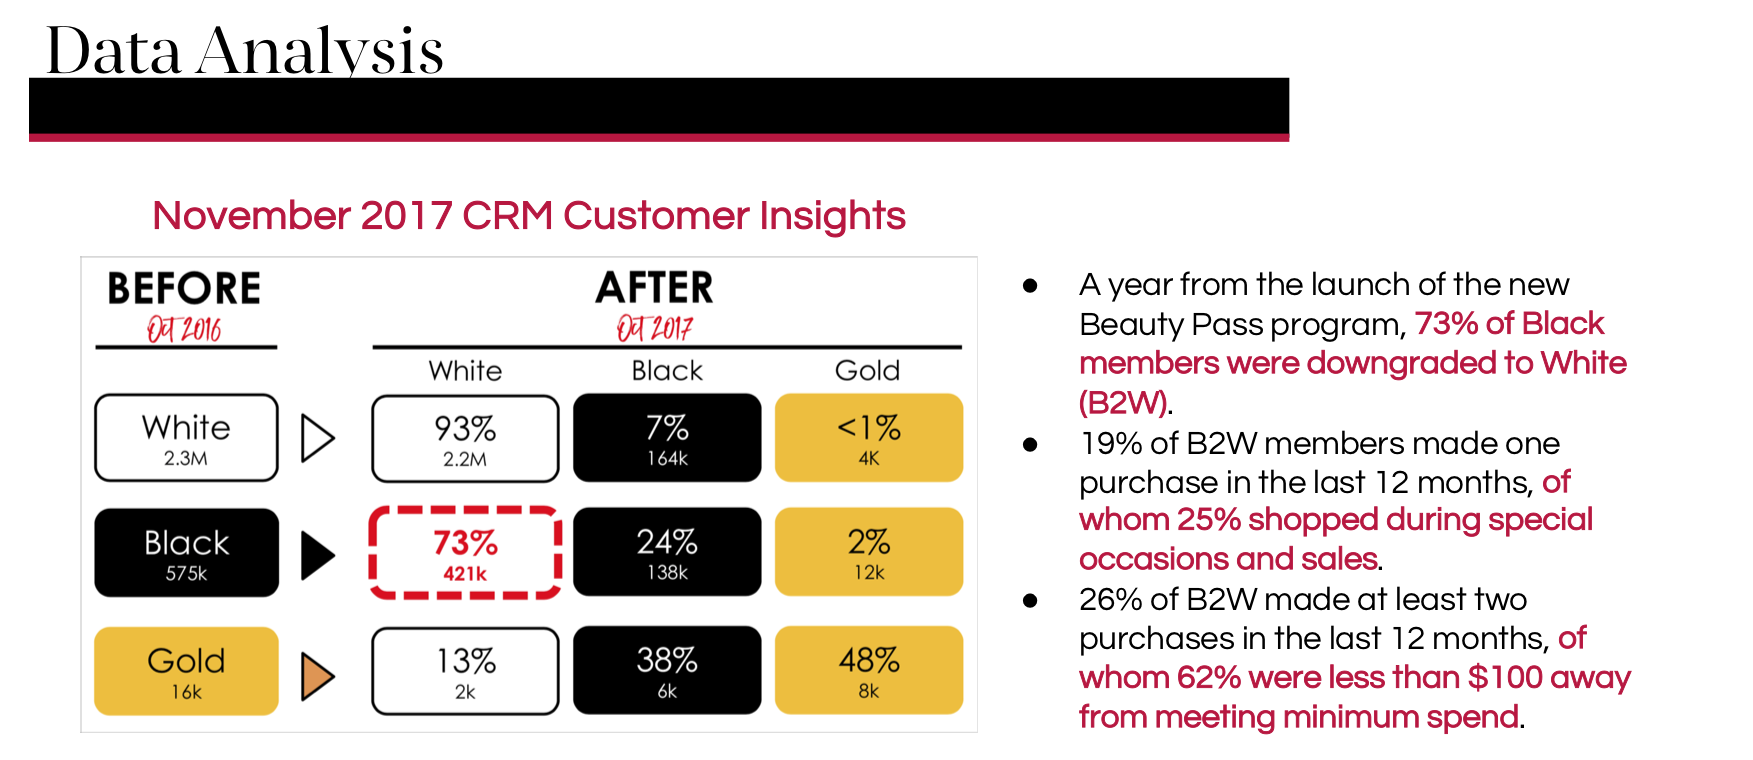 Data Analysis
November 2017 CRM Customer Insights
BEFORE
Oct 2016
AFTER
Oct 2017
White
Black
Gold
White
2.3M
93%
2.2M
7%
164k
<1%
4K
Black
575k
73%
421k
24%
138k
2%
12k
Gold
16k
13%
2k
38%
6k
48%
8k
● A year from the launch of the new
Beauty Pass program, 73% of Black
members were downgraded to White
(B2W).
● 19% of B2W members made one
purchase in the last 12 months, of
whom 25% shopped during special
occasions and sales.
● 26% of B2W made at least two
purchases in the last 12 months, of
whom 62% were less than $100 away
from meeting minimum spend.